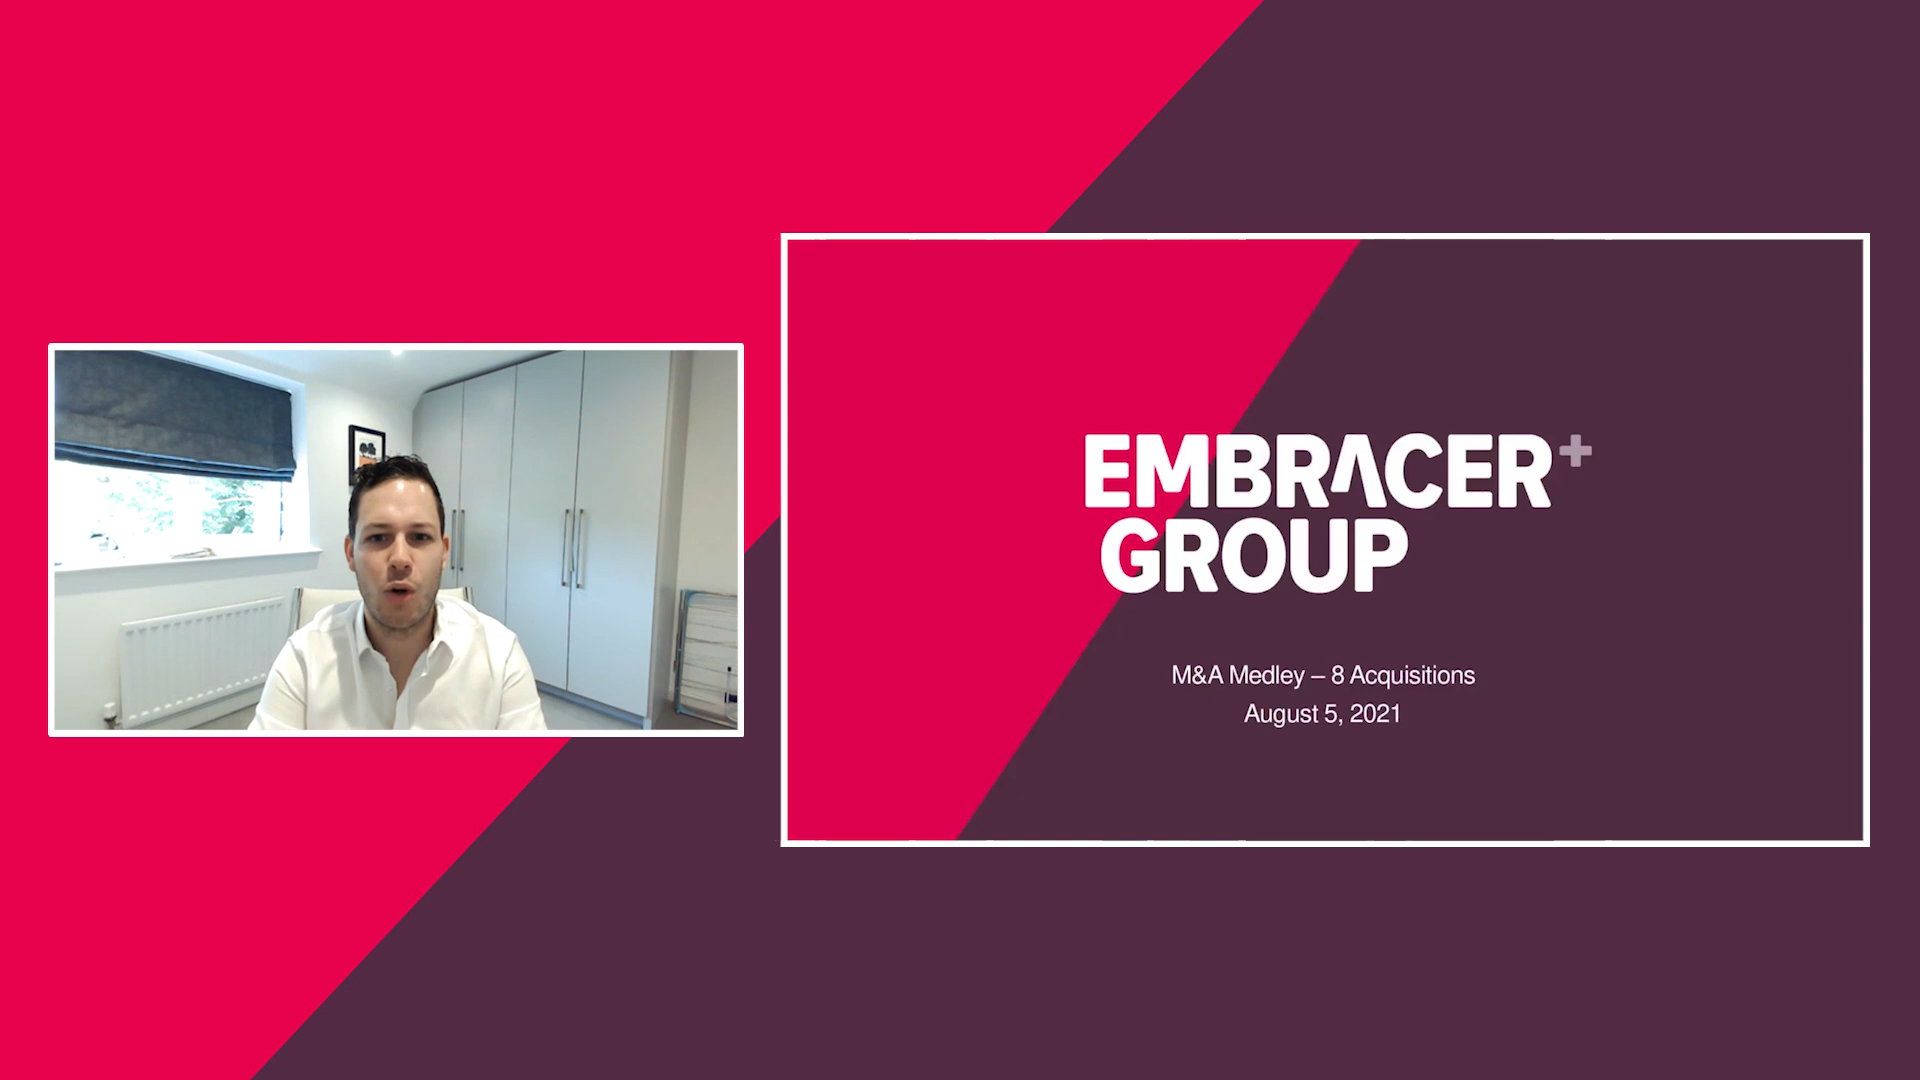 EMBRACER+
GROUP
M&A Medley – 8 Acquisitions
August 5, 2021